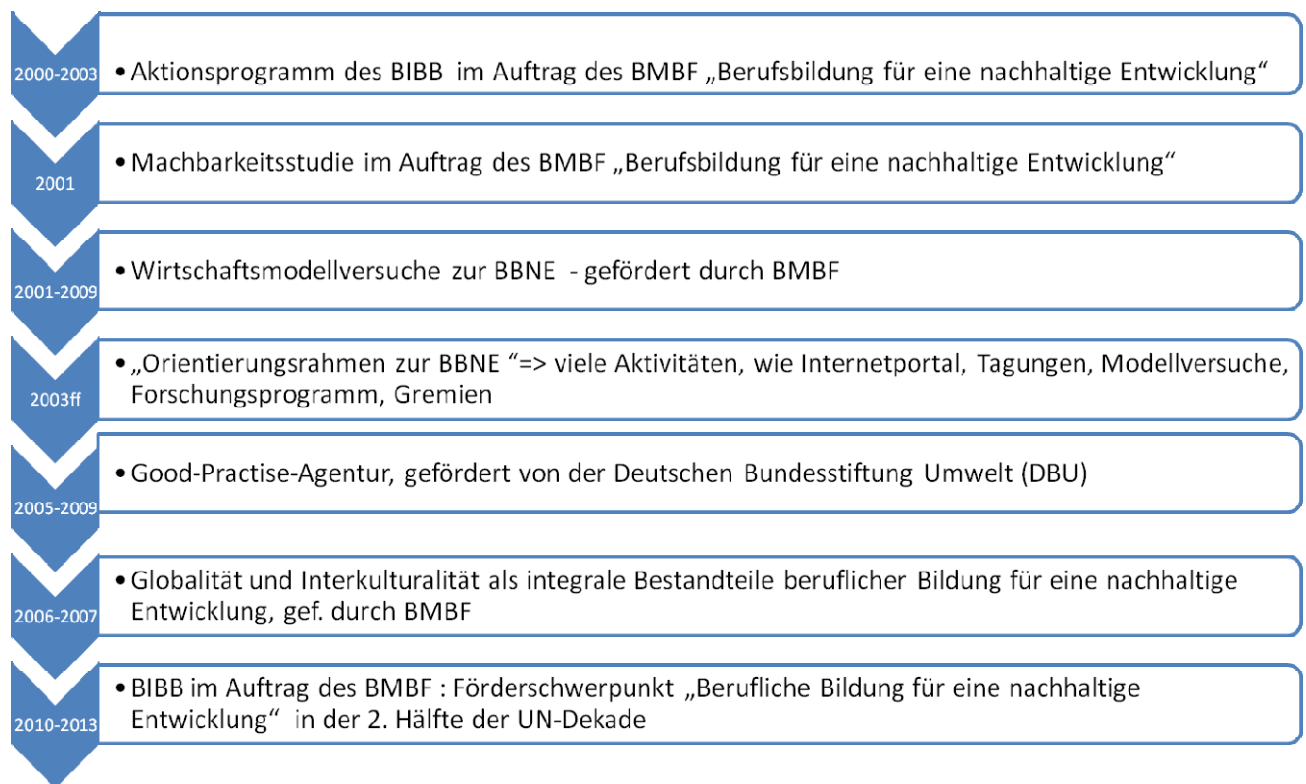 2000-2003
• Aktionsprogramm des BIBB im Auftrag des BMBF „Berufsbildung für eine nachhaltige Entwicklung“
2001
• Machbarkeitsstudie im Auftrag des BMBF „Berufsbildung für eine nachhaltige Entwicklung“
2001-2009
• Wirtschaftsmodellversuche zur BBNE - gefördert durch BMBF
2003ff
• „Orientierungsrahmen zur BBNE “=> viele Aktivitäten, wie Internetportal, Tagungen, Modellversuche,
Forschungsprogramm, Gremien
2005-2009
• Good-Practise-Agentur, gefördert von der Deutschen Bundesstiftung Umwelt (DBU)
2006-2007
• Globalität und Interkulturalität als integrale Bestandteile beruflicher Bildung für eine nachhaltige
Entwicklung, gef. durch BMBF
2010-2013
• BIBB im Auftrag des BMBF : Förderschwerpunkt „Berufliche Bildung für eine nachhaltige
Entwicklung“ in der 2. Hälfte der UN-Dekade